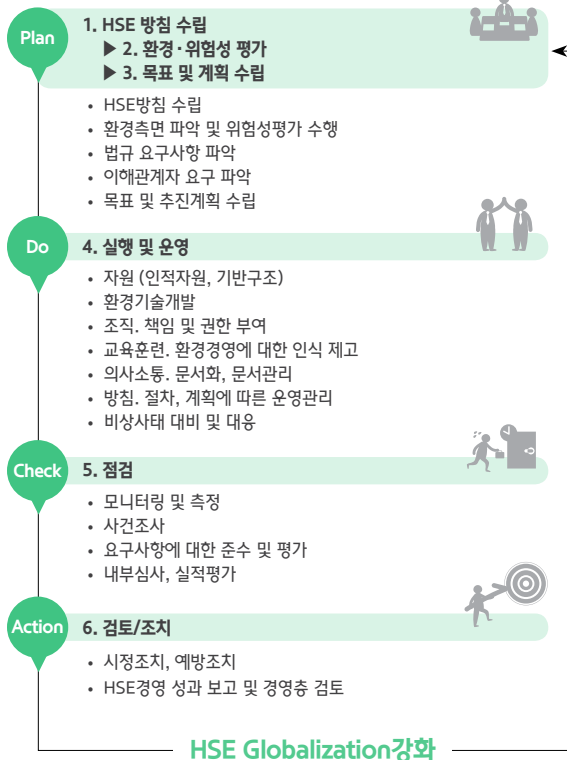 Plan
1. HSE 방침 수립
▶ 2. 환경·위험성 평가
▶ 3. 목표 및 계획 수립
• HSE방침 수립
• 환경측면 파악 및 위험성평가 수행
• 법규 요구사항 파악
• 이해관계자 요구 파악
• 목표 및 추진계획 수립
Do
4. 실행 및 운영
• 자원 (인적자원, 기반구조)
• 환경기술개발
• 조직. 책임 및 권한 부여
• 교육훈련. 환경경영에 대한 인식 제고
• 의사소통. 문서화, 문서관리
• 방침. 절차, 계획에 따른 운영관리
• 비상사태 대비 및 대응
Check
5. 점검
• 모니터링 및 측정
• 사건조사
• 요구사항에 대한 준수 및 평가
• 내부심사, 실적평가
Action
6. 검토/조치
• 시정조치, 예방조치
• HSE경영 성과 보고 및 경영층 검토
HSE Globalization강화